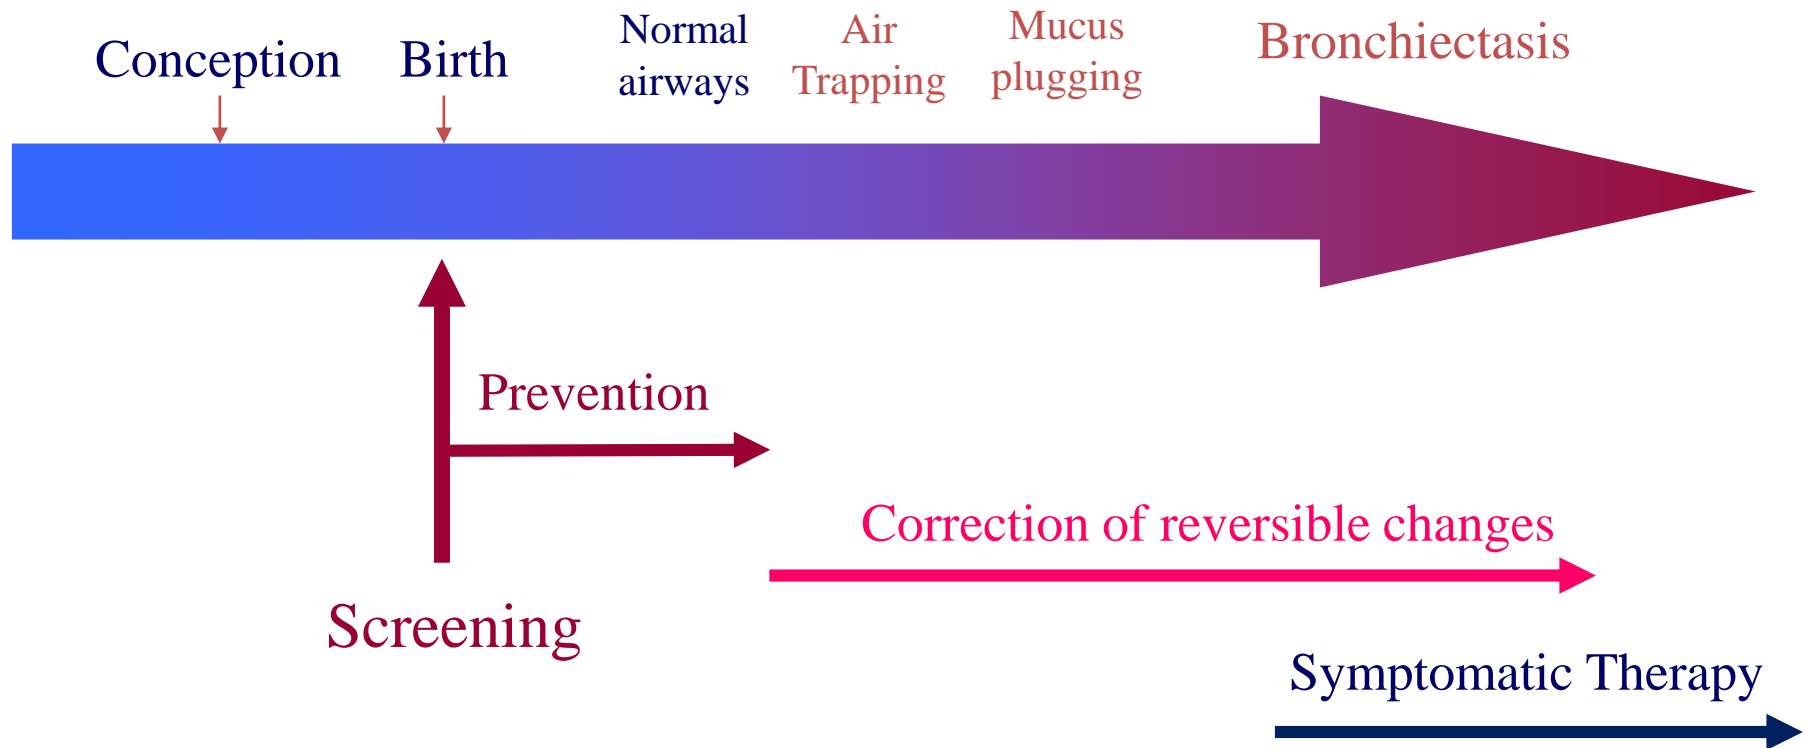 Conception
Birth
Normal
airways
Air
Trapping
Mucus
plugging
Bronchiectasis
Prevention
Correction of reversible changes
Screening
Symptomatic Therapy